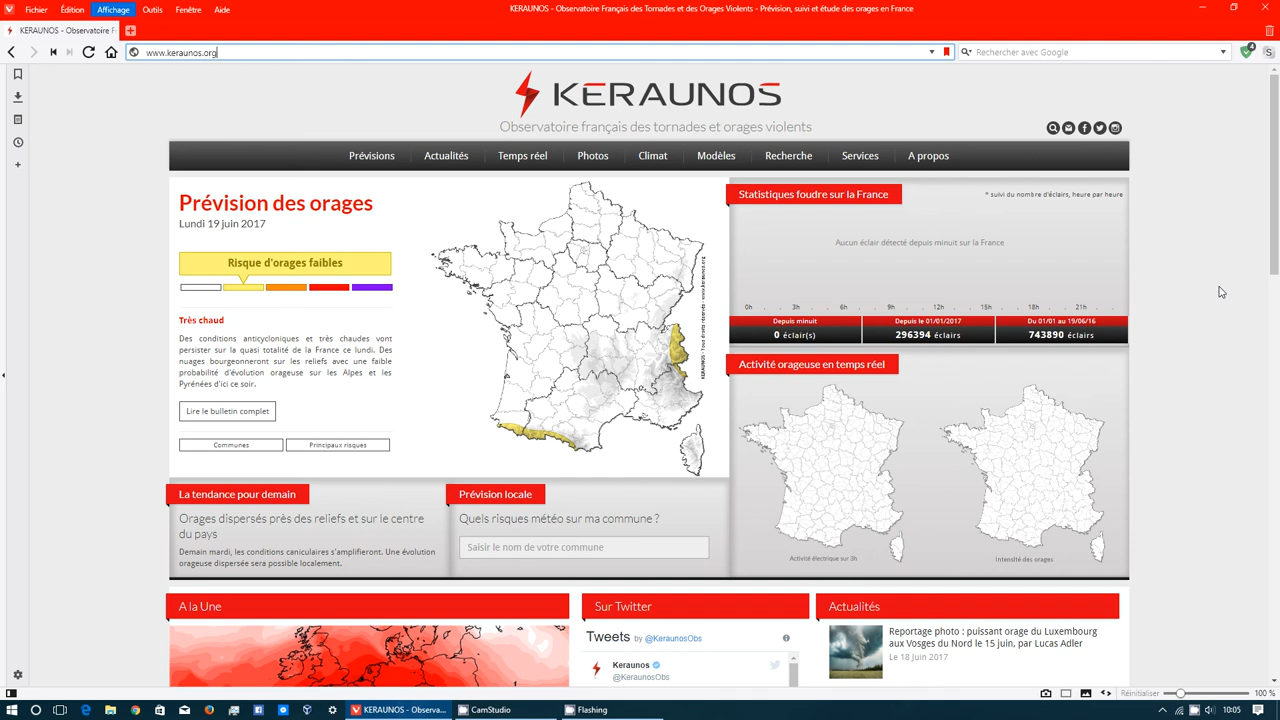 Fichier Edition Affichage Outils Fenêtre Aide
KERAUNOS - Observatoire Français des Tornades et des Orages Violents - Prévision, suivi et étude des orages en France
KERAUNOS - Observatoire F
www.keraunos.org
Rechercher avec Google
4
S
KERAUNOS
Observatoire français des tornades et orages violents
Prévisions Actualités Temps réel Photos Climat Modèles Recherche Services A propos
Prévision des orages
Lundi 19 juin 2017
Risque d'orages faibles
Très chaud
Des conditions anticycloniques et très chaudes vont
persister sur la quasi totalité de la France ce lundi. Des
nuages bourgeonneront sur les reliefs avec une faible
probabilité d'évolution orageuse sur les Alpes et les
Pyrénées d'ici ce soir.
Lire le bulletin complet
Communes Principaux risques
KERAUNOS - Tous droits réservés - www.keraunos.org
Statistiques foudre sur la France
* suivi du nombre d'éclairs, heure par heure
Aucun éclair détecté depuis minuit sur la France
0h . . 3h . . 6h . . 9h . . 12h . . 15h . . 18h . . 21h . .
Depuis minuit Depuis le 01/01/2017 Du 01/01 au 19/06/16
0 éclair(s) 296394 éclairs 743890 éclairs
Activité orageuse en temps réel
Activité électrique sur 3h Intensité des orages
La tendance pour demain
Orages dispersés près des reliefs et sur le centre
du pays
Demain mardi, les conditions caniculaires s'amplifieront. Une évolution
orageuse dispersée sera possible localement.
Prévision locale
Quels risques météo sur ma commune ?
Saisir le nom de votre commune
A la Une
Sur Twitter
Tweets by @KeraunosObs
Keraunos
@KeraunosObs
Actualités
Reportage photo : puissant orage du Luxembourg
aux Vosges du Nord le 15 juin, par Lucas Adler
Le 18 Juin 2017
Réinitialiser 100 %
KERAUNOS - Observa... CamStudio Flashing 10:05